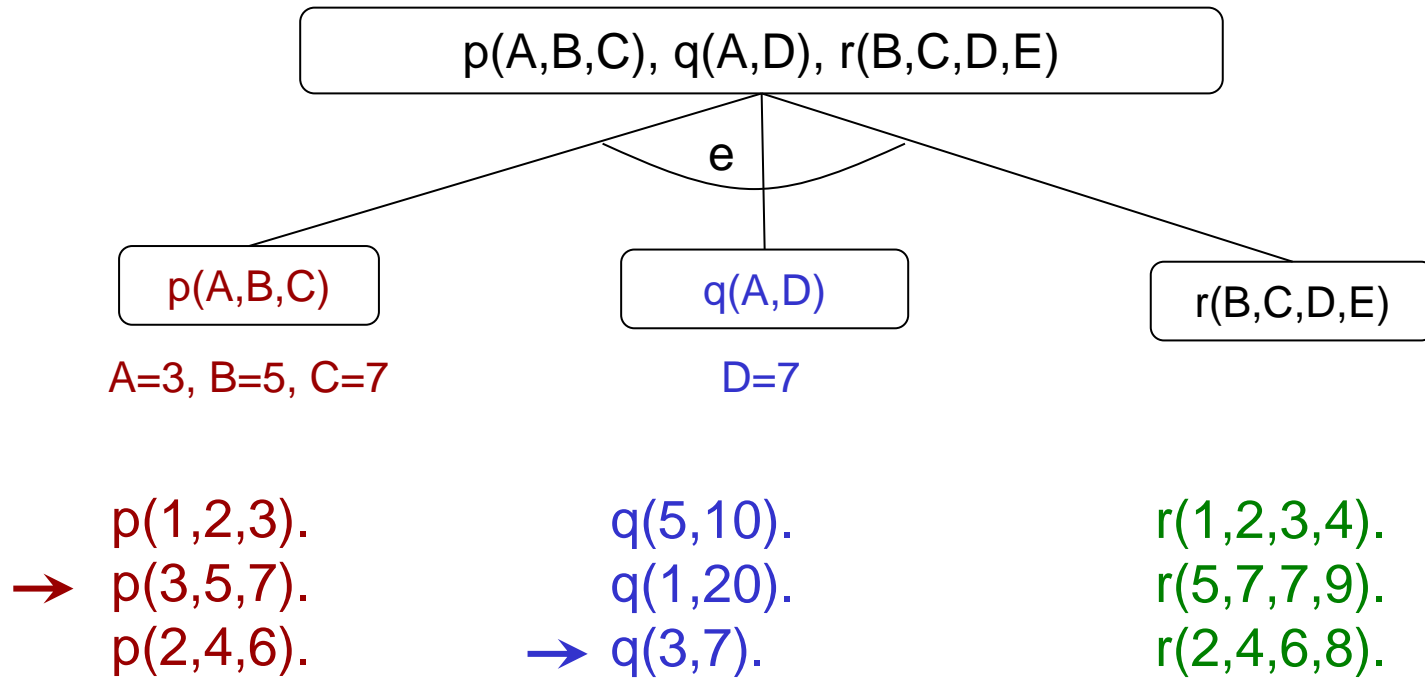 p(A,B,C), q(A,D), r(B,C,D,E)
e
p(A,B,C)
q(A,D)
r(B,C,D,E)
A=3, B=5, C=7
D=7
p(1,2,3).
q(5,10).
r(1,2,3,4).
→ p(3,5,7).
q(1,20).
r(5,7,7,9).
p(2,4,6).
→ q(3,7).
r(2,4,6,8).